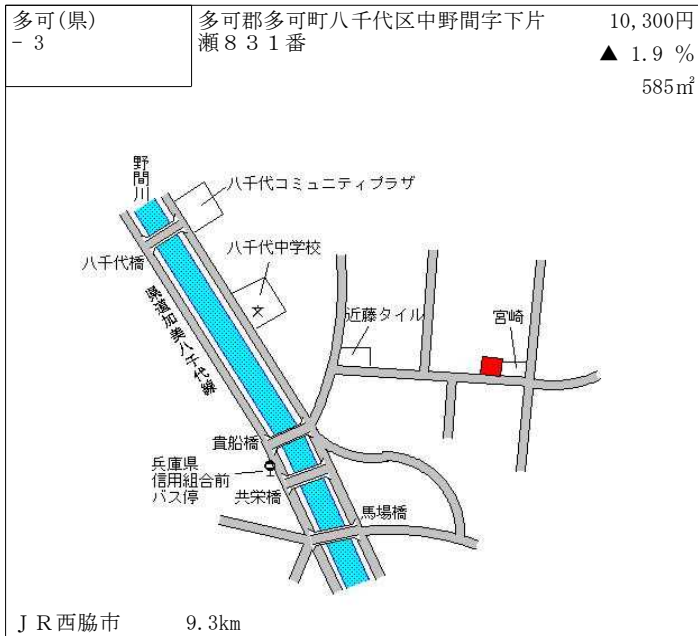 多可(県)
- 3
多可郡多可町八千代区中野間字下片
瀬８３１番
10,300円
▲ 1.9 %
585㎡
野間川
八千代コミュニティプラザ
八千代橋
八千代中学校
文
県道加美八千代線
近藤タイル
宮崎
貴船橋
兵庫県
信用組合前
バス停
共栄橋
馬場橋
ＪＲ西脇市 9.3km